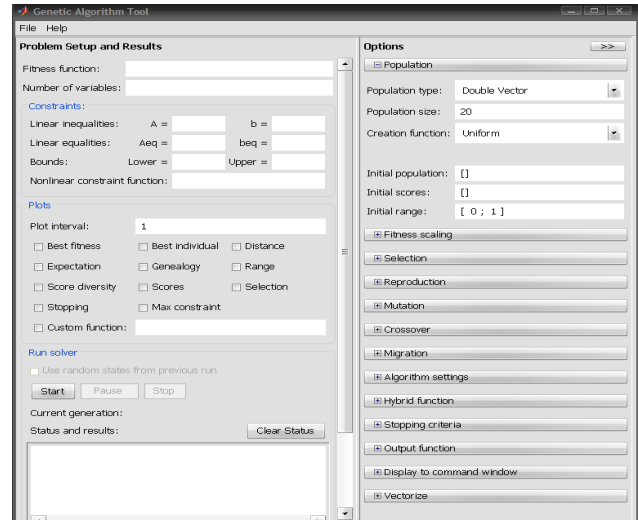 Genetic Algorithm Tool
File Help
Problem Setup and Results
Fitness function:
Number of variables:
Constraints:
Linear inequalities: A = b =
Linear equalities: Aeq = beq =
Bounds: Lower = Upper =
Nonlinear constraint function:
Plots
Plot interval: 1
Best fitness Best individual Distance
Expectation Genealogy Range
Score diversity Scores Selection
Stopping Max constraint
Custom function:
Run solver
Use random states from previous run
Start Pause Stop
Current generation:
Status and results: Clear Status
Options >>
Population
Population type: Double Vector
Population size: 20
Creation function: Uniform
Initial population: []
Initial scores: []
Initial range: [ 0 ; 1 ]
Fitness scaling
Selection
Reproduction
Mutation
Crossover
Migration
Algorithm settings
Hybrid function
Stopping criteria
Output function
Display to command window
Vectorize